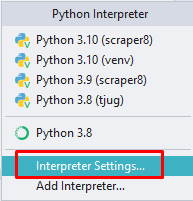 Python Interpreter
Python 3.10 (scraper8)
Python 3.10 (venv)
Python 3.9 (scraper8)
Python 3.8 (tjug)
Python 3.8
Interpreter Settings...
Add Interpreter...